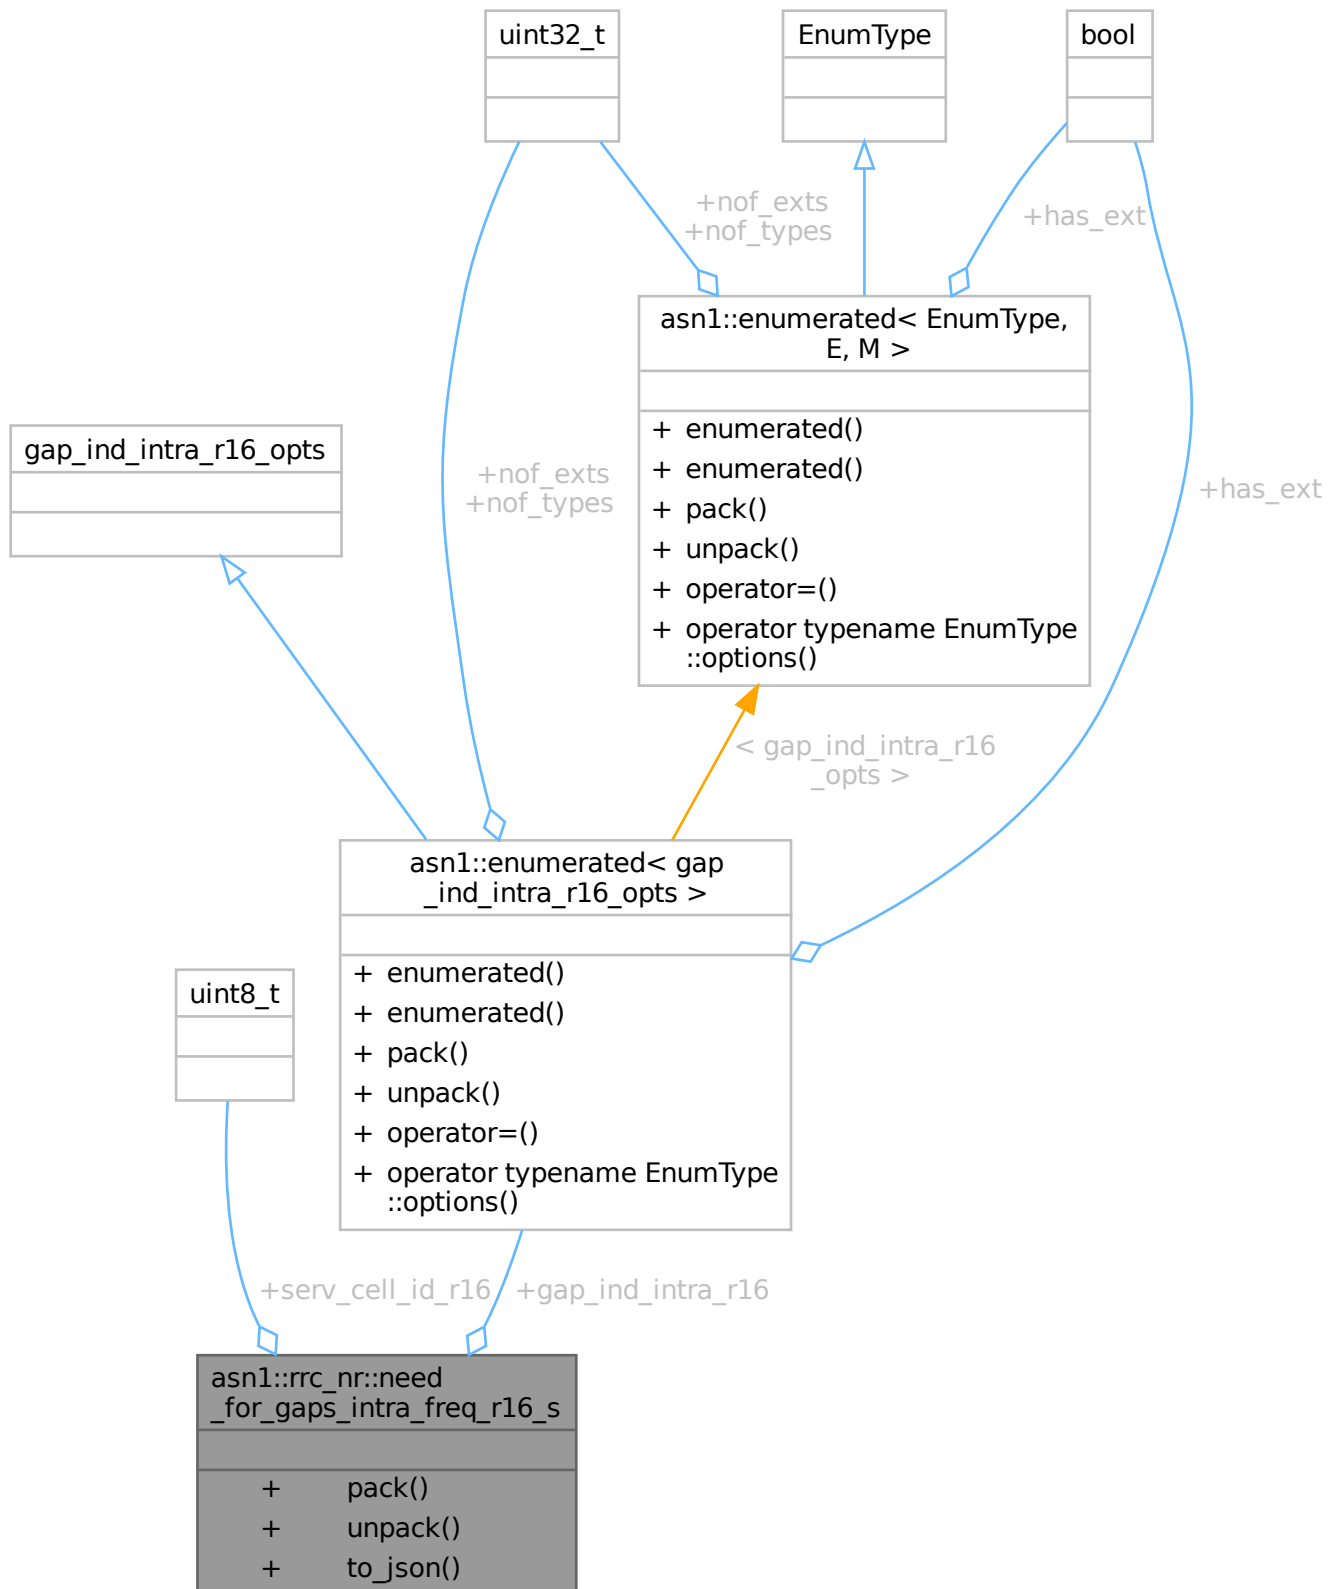 uint32_t
EnumType
bool
+nof_exts
+nof_types
+has_ext
asn1::enumerated< EnumType,
E, M >
+ enumerated()
+ enumerated()
+ pack()
+ unpack()
+ operator=()
+ operator typename EnumType
::options()
gap_ind_intra_r16_opts
+nof_exts
+nof_types
+has_ext
< gap_ind_intra_r16
_opts >
asn1::enumerated< gap
_ind_intra_r16_opts >
+ enumerated()
+ enumerated()
+ pack()
+ unpack()
+ operator=()
+ operator typename EnumType
::options()
uint8_t
+serv_cell_id_r16
+gap_ind_intra_r16
asn1::rrc_nr::need
_for_gaps_intra_freq_r16_s
+ pack()
+ unpack()
+ to_json()